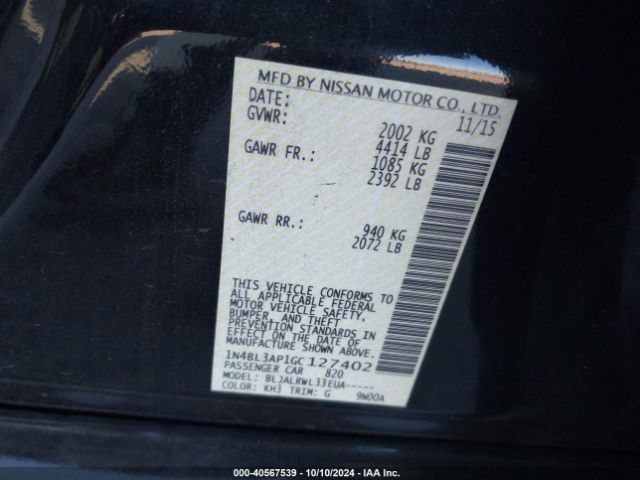 MFD BY NISSAN MOTOR CO., LTD.
DATE: 11/15
GVWR: 2002 KG
4414 LB
GAWR FR.: 1085 KG
2392 LB
GAWR RR.: 940 KG
2072 LB
THIS VEHICLE CONFORMS TO
ALL APPLICABLE FEDERAL
MOTOR VEHICLE SAFETY,
BUMPER, AND THEFT
PREVENTION STANDARDS IN
EFFECT ON THE DATE OF
MANUFACTURE SHOWN ABOVE.
1N4BL3AP1GC127402
PASSENGER CAR 820
MODEL: BLJALRWL33EUA-----
COLOR: KH3 TRIM: G 9N00A
000-40567539 - 10/10/2024 - IAA Inc.